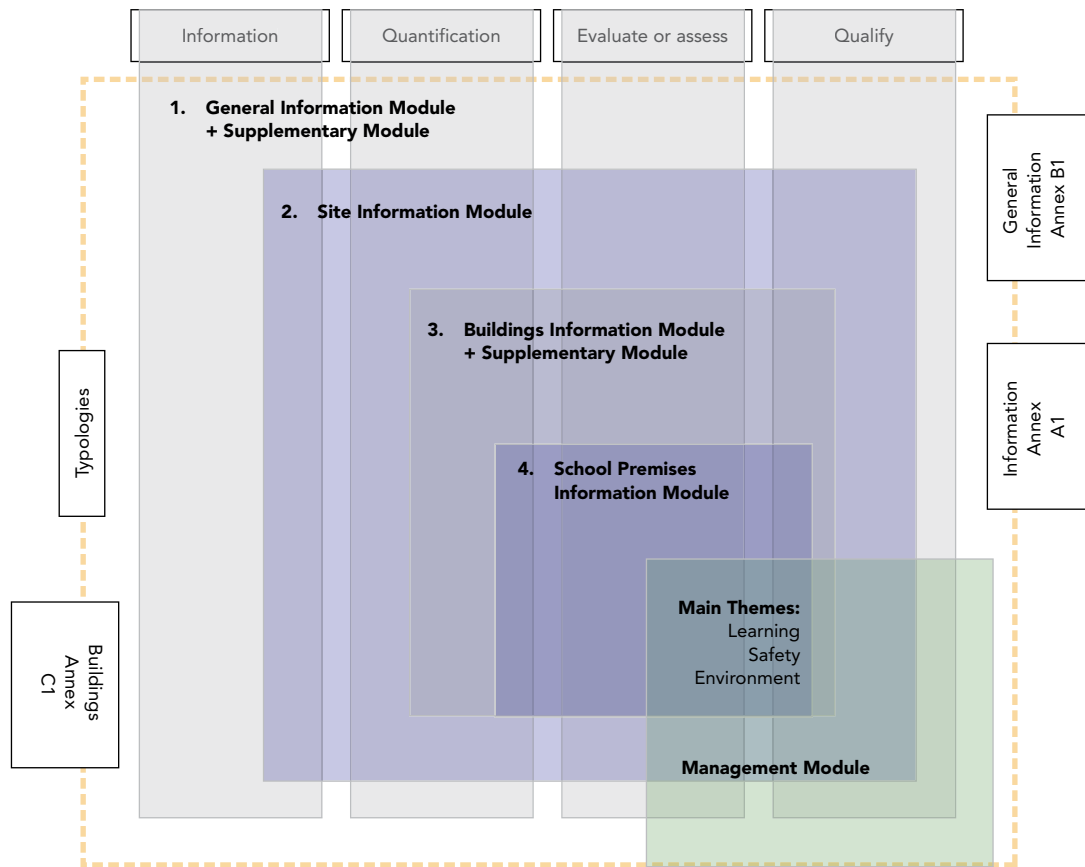 Information
Quantification
Evaluate or assess
Qualify
1. General Information Module
+ Supplementary Module
General
Information
Annex B1
2. Site Information Module
3. Buildings Information Module
+ Supplementary Module
Information
Annex
A1
Typologies
4. School Premises
Information Module
Buildings
Annex
C1
Main Themes:
Learning
Safety
Environment
Management Module